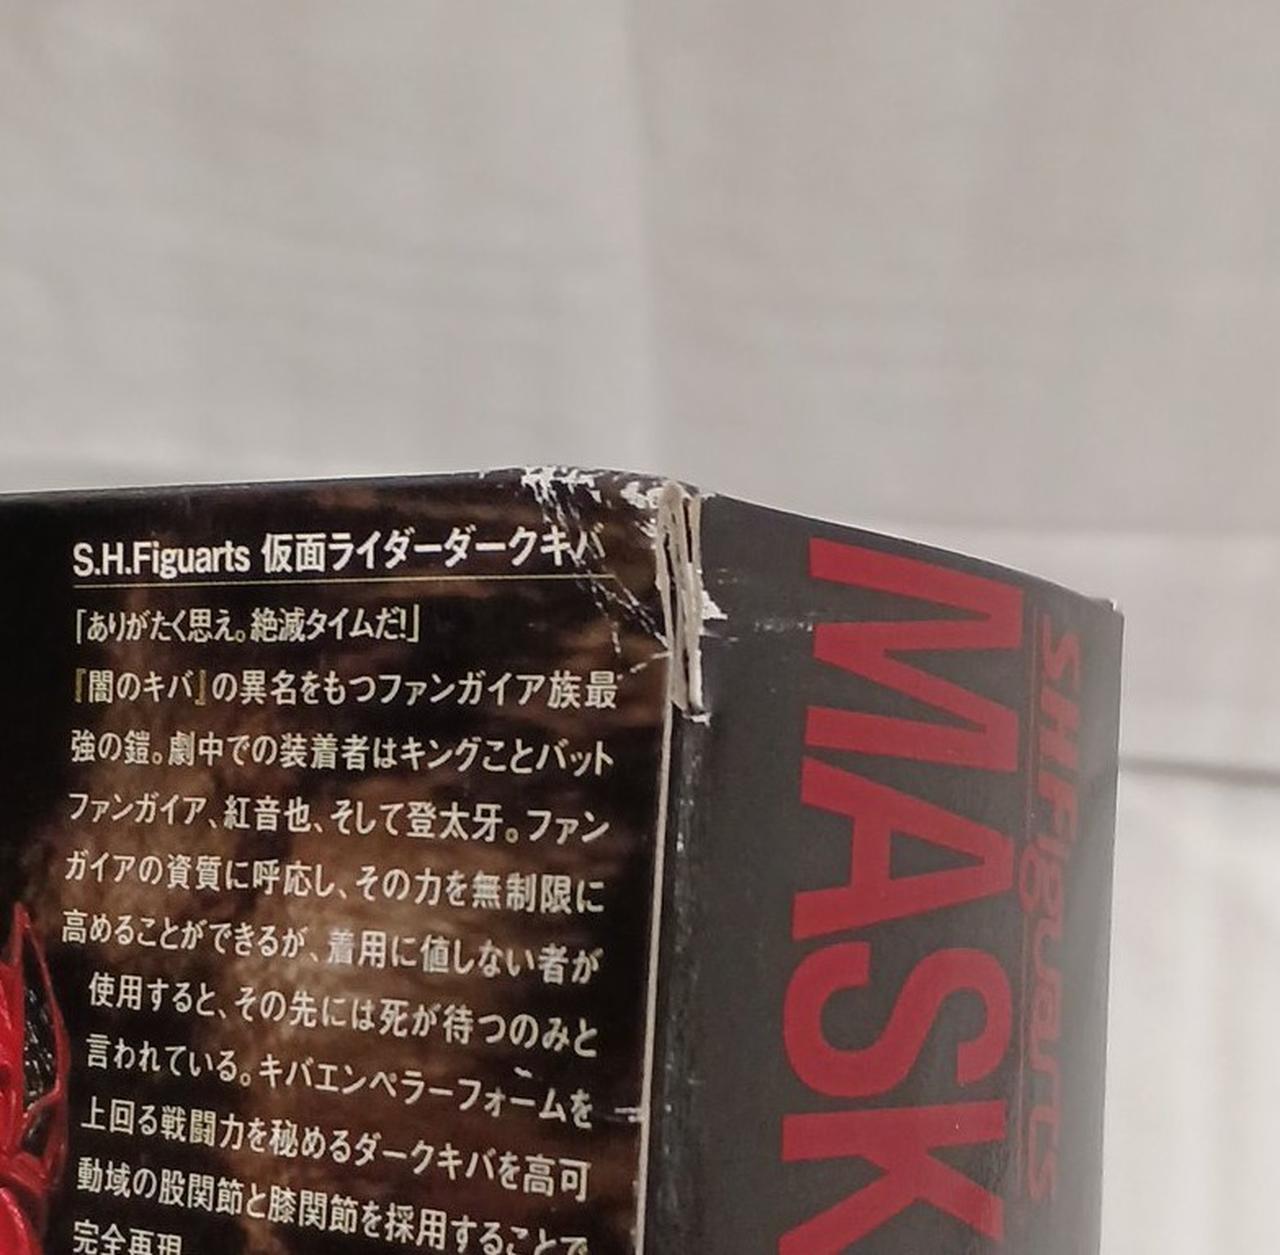 S.H.Figuarts 仮面ライダーダークキバ
「ありがたく思え。絶滅タイムだ!」
『闇のキバ』の異名をもつファンガイア族最
強の鎧。劇中での装着者はキングことバット
ファンガイア、紅音也、そして登太牙。ファン
ガイアの資質に呼応し、その力を無制限に
高めることができるが、着用に値しない者が
使用すると、その先には死が待つのみと
言われている。キバエンペラーフォームを
上回る戦闘力を秘めるダークキバを高可
動域の股関節と膝関節を採用することで
完全再現
MASK
S.H.Figuarts